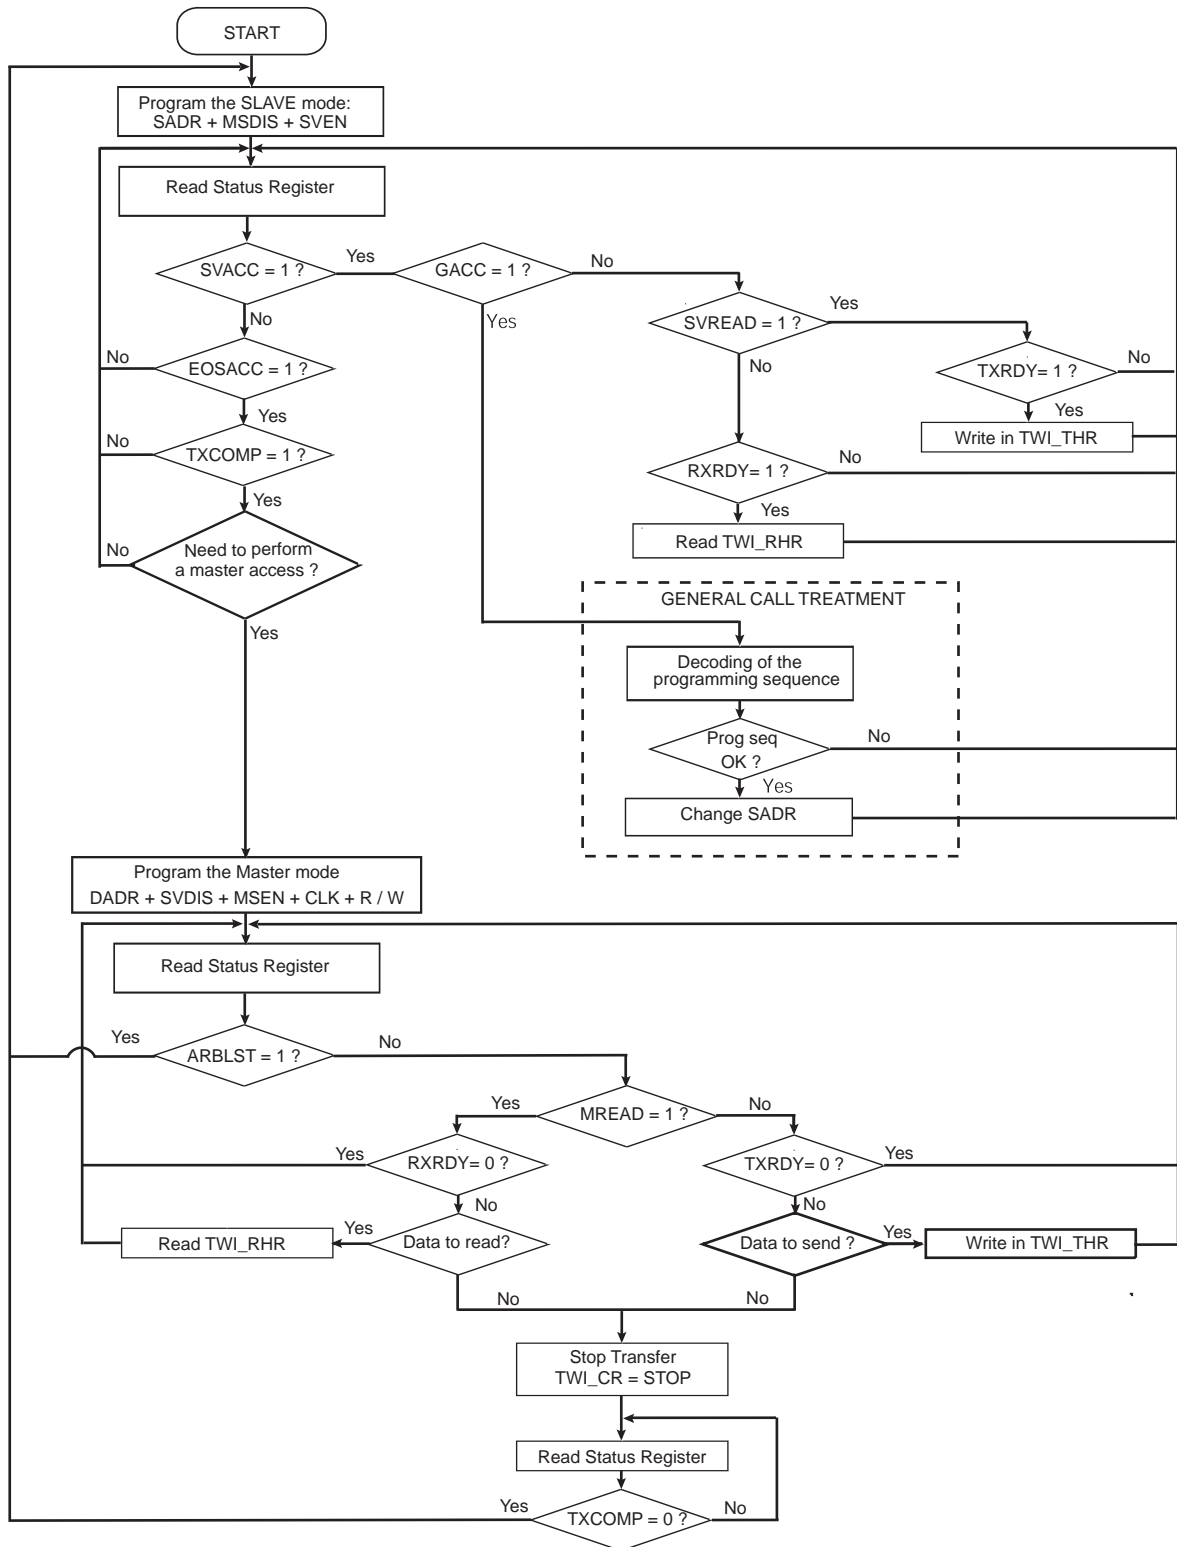 START
Program the SLAVE mode:
SADR + MSDIS + SVEN
Read Status Register
SVACC = 1 ?
Yes
GACC = 1 ?
No
No
Yes
SVREAD = 1 ?
Yes
No
EOSACC = 1 ?
No
TXRDY= 1 ?
No
Yes
Yes
Write in TWI_THR
No
TXCOMP = 1 ?
RXRDY= 1 ?
No
Yes
Yes
No
Need to perform
a master access ?
Read TWI_RHR
Yes
GENERAL CALL TREATMENT
Decoding of the
programming sequence
Prog seq
OK ?
No
Yes
Change SADR
Program the Master mode
DADR + SVDIS + MSEN + CLK + R / W
Read Status Register
Yes
ARBLST = 1 ?
No
Yes
MREAD = 1 ?
No
Yes
RXRDY= 0 ?
TXRDY= 0 ?
Yes
No
No
Read TWI_RHR
Yes
Data to read?
Data to send ?
Yes
Write in TWI_THR
No
No
Stop Transfer
TWI_CR = STOP
Read Status Register
Yes
TXCOMP = 0 ?
No